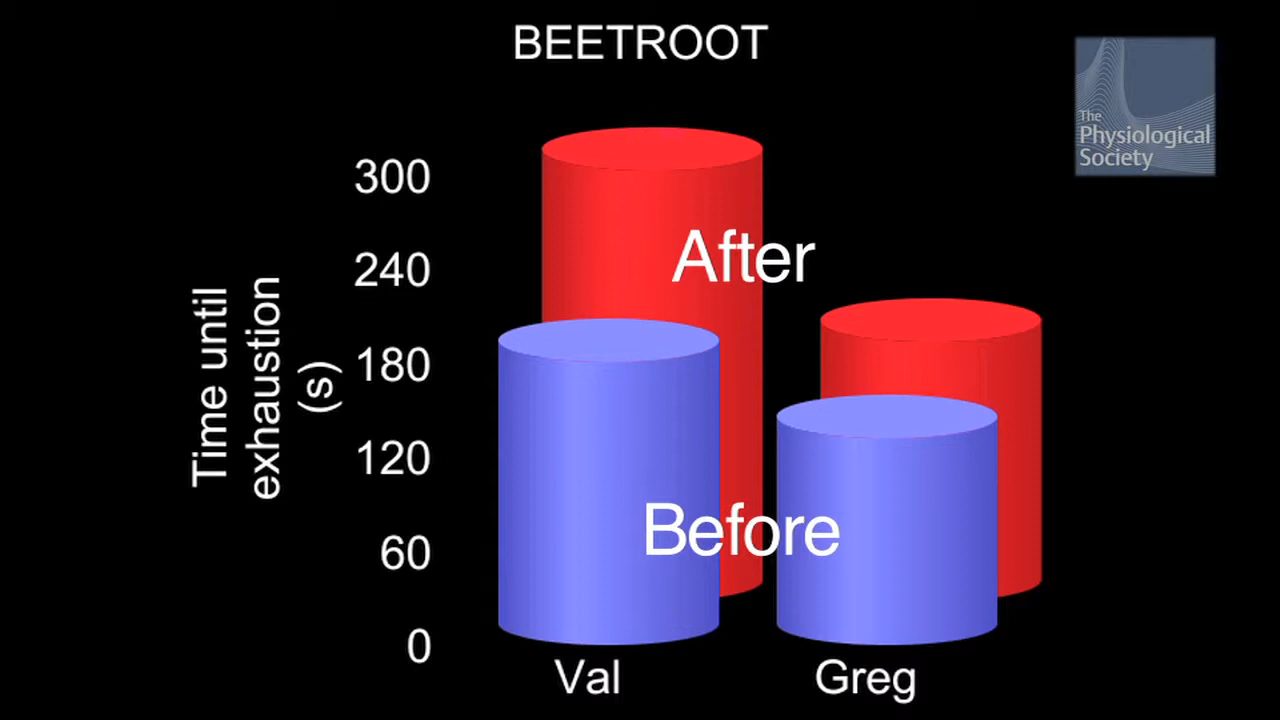 BEETROOT
The
Physiological
Society
300
240
180
120
60
0
Time until
exhaustion
(s)
After
Before
Val
Greg